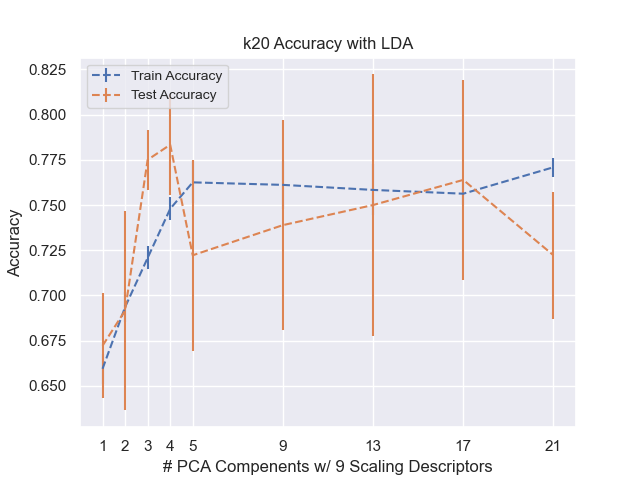 k20 Accuracy with LDA
Train Accuracy
Test Accuracy
0.825
0.800
0.775
0.750
0.725
0.700
0.675
0.650
Accuracy
1 2 3 4 5 9 13 17 21
# PCA Compenents w/ 9 Scaling Descriptors